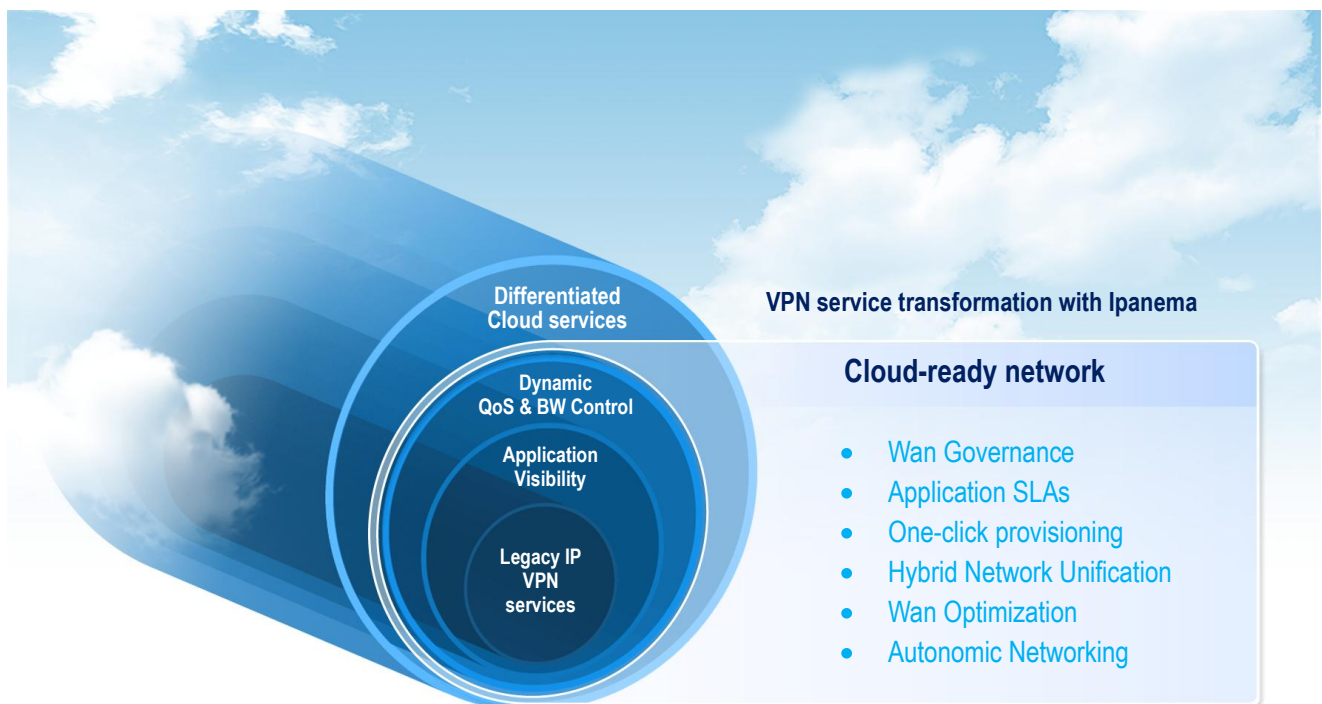 Differentiated
Cloud services
Dynamic
QoS & BW Control
Application
Visibility
Legacy IP
VPN
services
VPN service transformation with Ipanema
Cloud-ready network
• Wan Governance
• Application SLAs
• One-click provisioning
• Hybrid Network Unification
• Wan Optimization
• Autonomic Networking